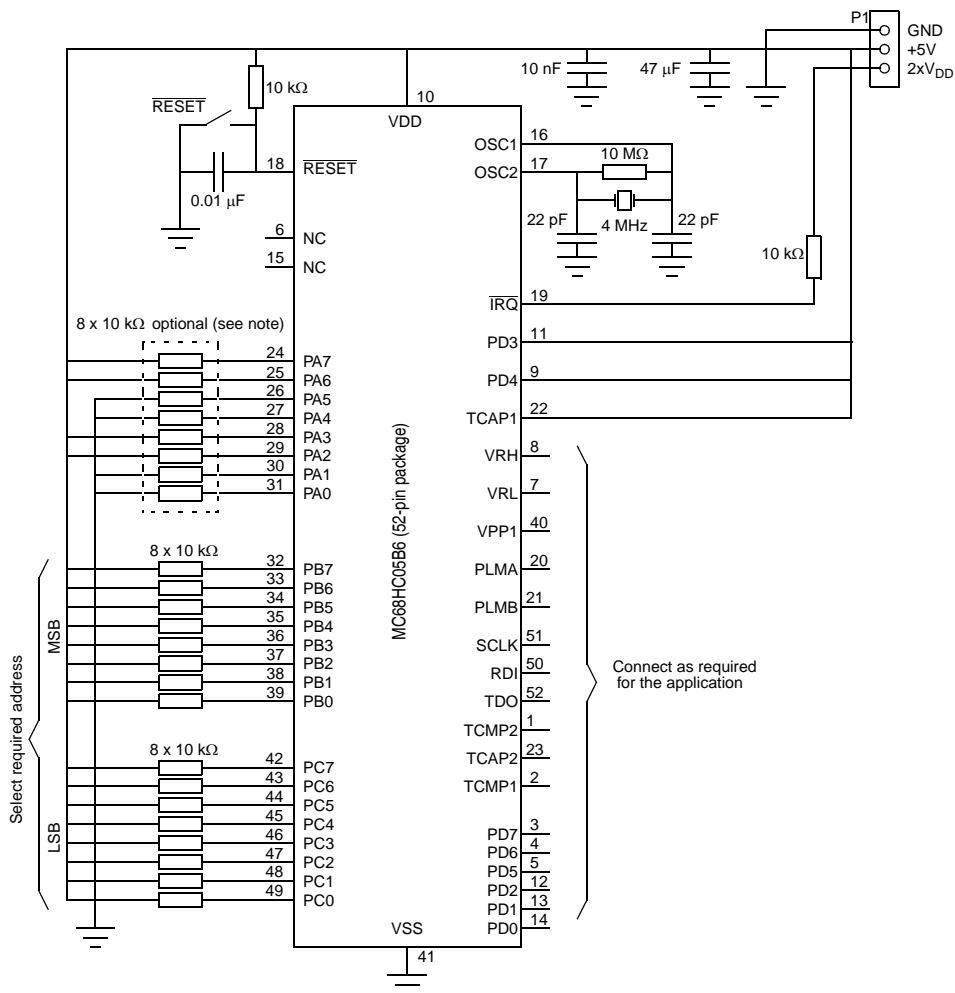 P1
GND
+5V
2xVDD
10 nF
47 µF
10 kΩ
RESET
10
VDD
18
RESET
0.01 µF
6
NC
15
NC
OSC1
16
OSC2
17
10 MΩ
22 pF
4 MHz
22 pF
10 kΩ
IRQ
19
PD3
11
PD4
9
TCAP1
22
8 x 10 kΩ optional (see note)
24
PA7
25
PA6
26
PA5
27
PA4
28
PA3
29
PA2
30
PA1
31
PA0
MC68HC05B6 (52-pin package)
VRH
8
VRL
7
VPP1
40
PLMA
20
PLMB
21
SCLK
51
RDI
50
TDO
52
TCMP2
1
TCAP2
23
TCMP1
2
PD7
3
PD6
4
PD5
5
PD2
12
PD1
13
PD0
14
Connect as required
for the application
8 x 10 kΩ
32
PB7
33
PB6
34
PB5
35
PB4
36
PB3
37
PB2
38
PB1
39
PB0
Select required address
MSB
LSB
8 x 10 kΩ
42
PC7
43
PC6
44
PC5
45
PC4
46
PC3
47
PC2
48
PC1
49
PC0
VSS
41